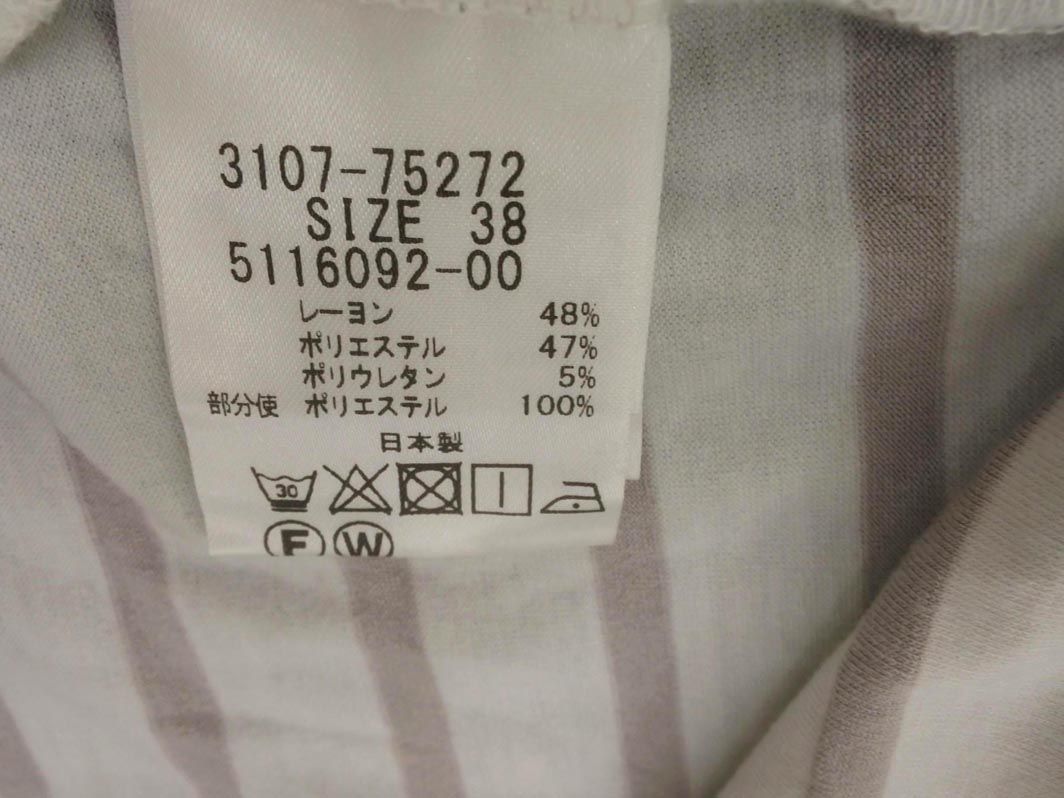 3107-75272
SIZE 38
5116092-00
レーヨン 48%
ポリエステル 47%
ポリウレタン 5%
部分使 ポリエステル 100%
日本製
30
F W